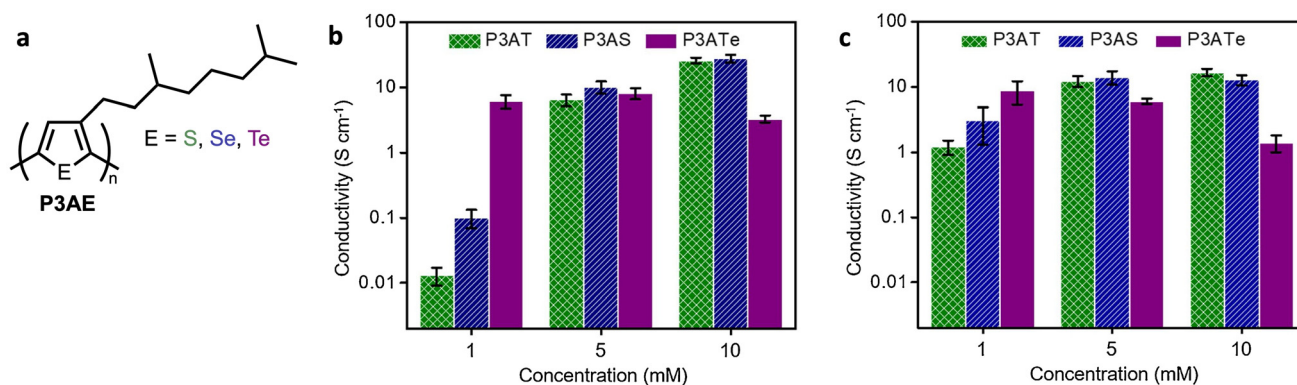 a
E = S, Se, Te
E
n
P3AE
b
P3AT P3AS P3ATe
Conductivity (S cm⁻¹)
100
10
1
0.1
0.01
1 5 10
Concentration (mM)
c
P3AT P3AS P3ATe
Conductivity (S cm⁻¹)
100
10
1
0.1
0.01
1 5 10
Concentration (mM)